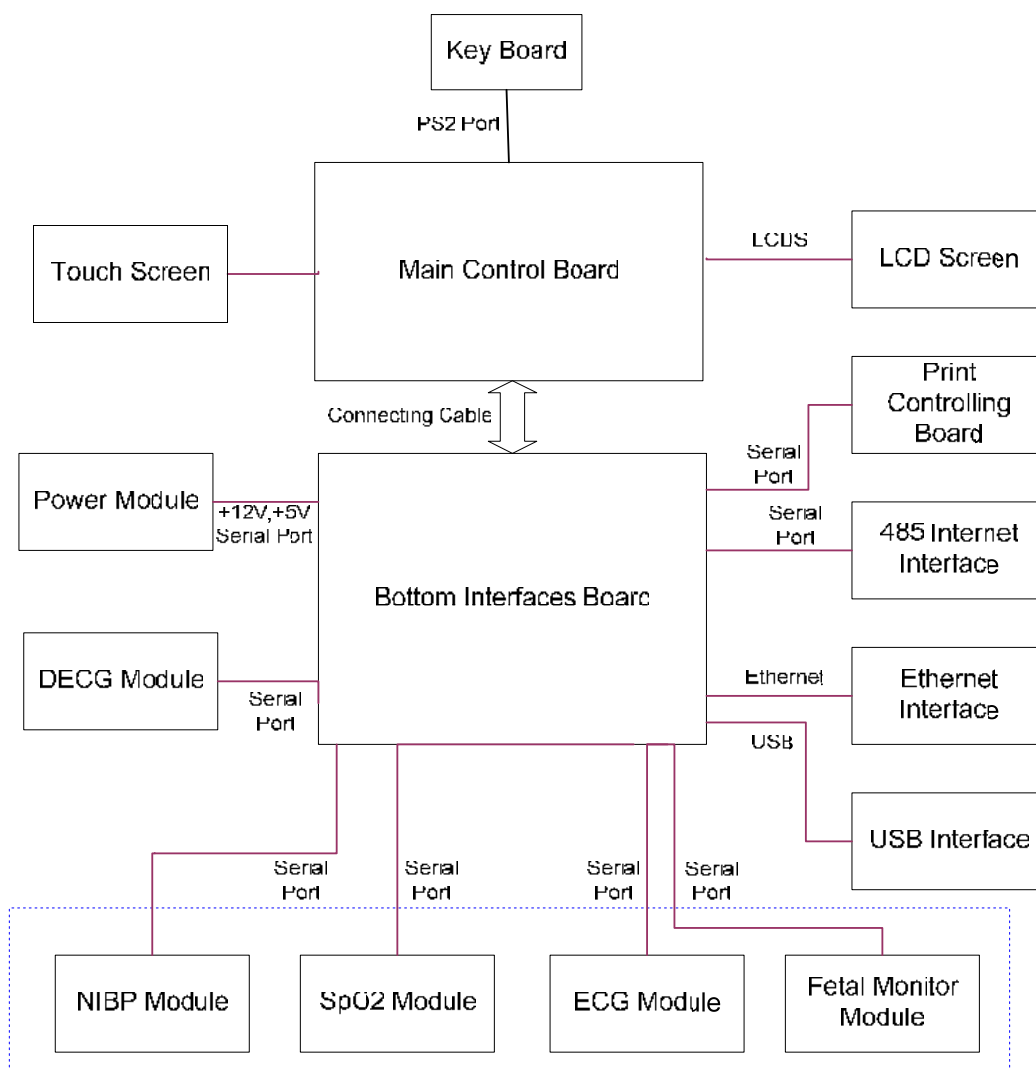 Key Board
PS2 Port
Touch Screen
Main Control Board
LCDS
LCD Screen
Connecting Cable
Print
Controlling
Board
Serial
Port
Power Module
+12V,+5V
Serial Port
Serial
Port
485 Internet
Interface
Bottom Interfaces Board
DECG Module
Serial
Port
Ethernet
Ethernet
Interface
USB
USB Interface
Serial
Port
Serial
Port
Serial
Port
Serial
Port
NIBP Module
SpO2 Module
ECG Module
Fetal Monitor
Module